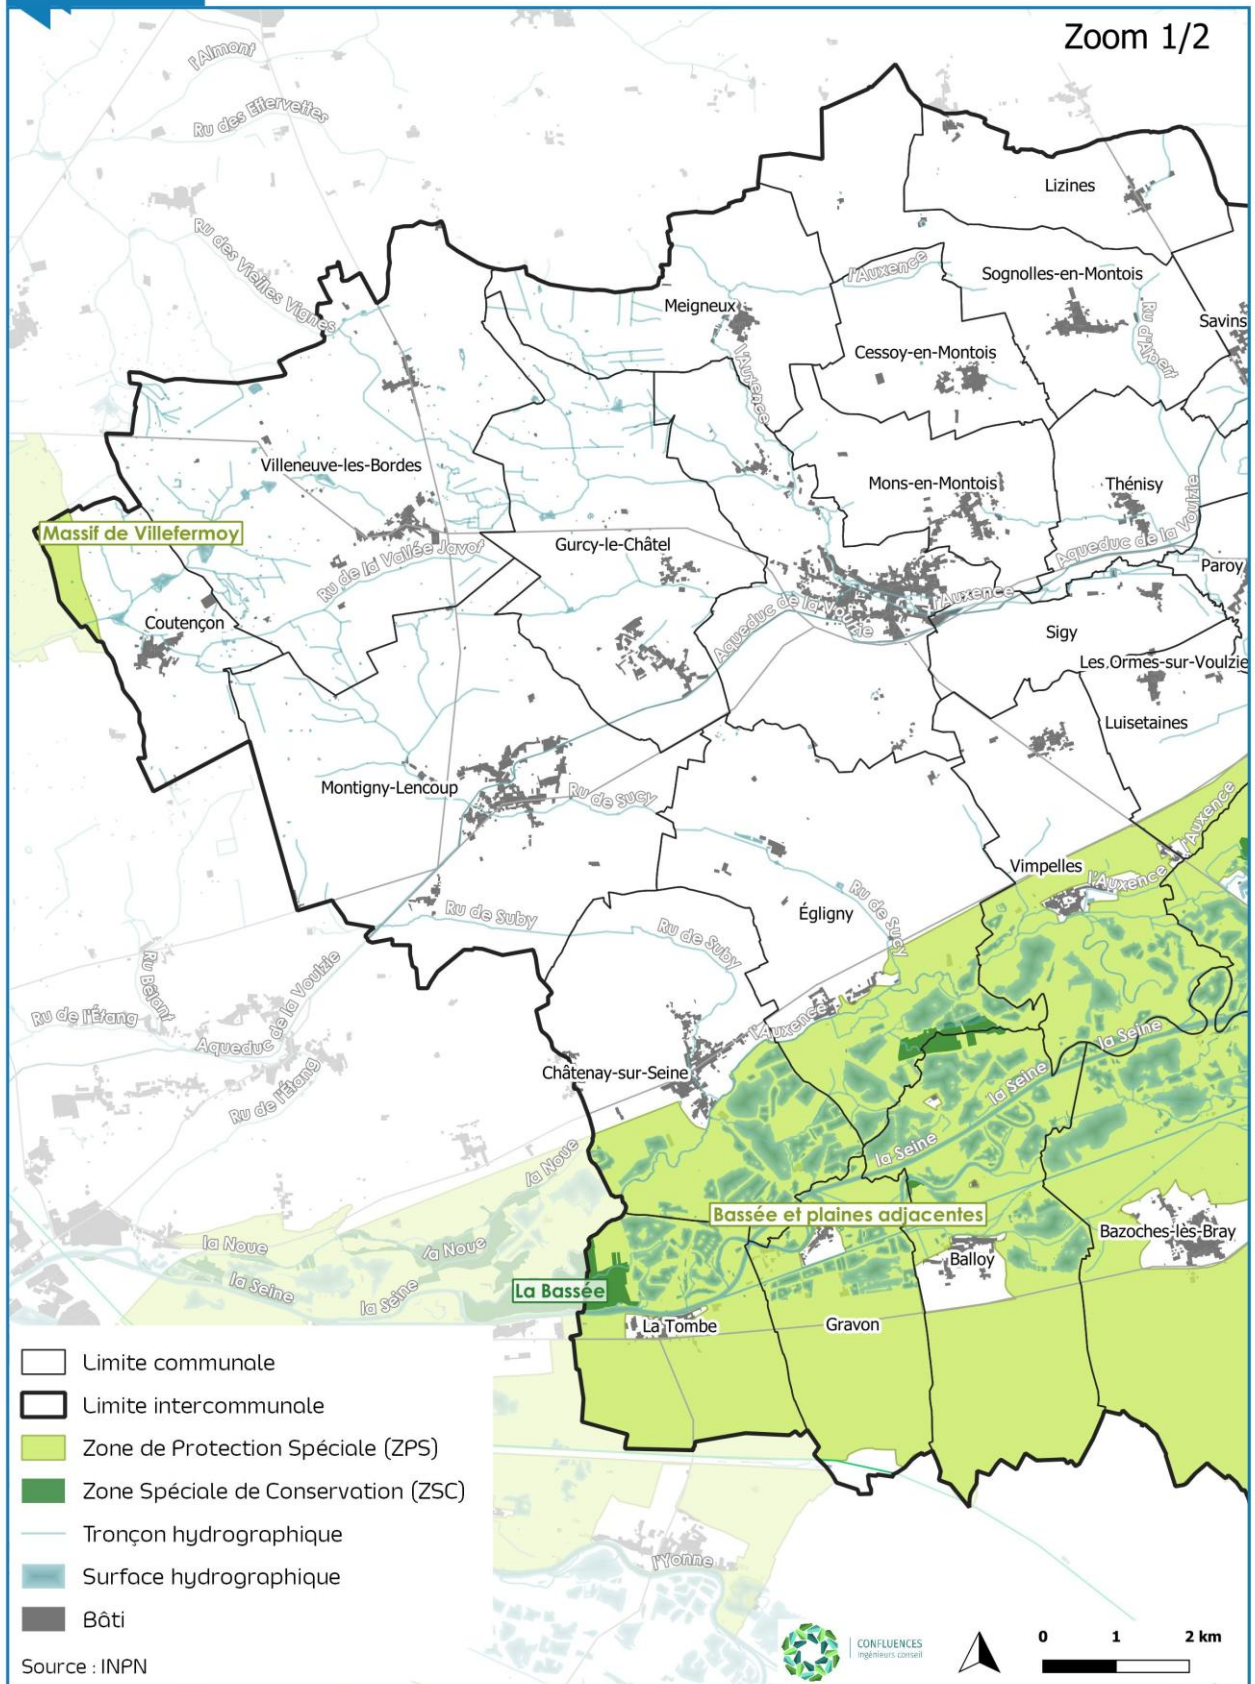 Zoom 1/2
l'Almont
Ru des Effervettes
Lizines
Ru des Vieilles Vignes
l'Auxence
Sognolles-en-Montois
Meigneux
Ru d'Albert
Savins
Cessoy-en-Montois
l'Auxence
Villeneuve-les-Bordes
Mons-en-Montois
Thénisy
Massif de Villefermoy
Gurcy-le-Châtel
Ru de la Vallée Javot
Aqueduc de la Voulzie
Paroy
l'Auxence
Aqueduc de la Voulzie
Coutençon
Sigy
Les Ormes-sur-Voulzie
Luisetaines
Montigny-Lencoup
Ru de Sucy
l'Auxence
Vimpelles
l'Auxence
Égligny
Ru de Sucy
Ru de Suby
Ru de Suby
Ru Bêlant
Aqueduc de la Voulzie
Ru de l'Étang
Ru de l'Étang
l'Auxence
la Seine
Châtenay-sur-Seine
la Seine
la Seine
la Noue
Bassée et plaines adjacentes
Bazoches-lès-Bray
la Noue
la Noue
Balloy
la Seine
la Seine
La Bassée
La Tombe
Gravon
Limite communale
Limite intercommunale
Zone de Protection Spéciale (ZPS)
Zone Spéciale de Conservation (ZSC)
Tronçon hydrographique
l'Yonne
Surface hydrographique
Bâti
CONFLUENCES
Ingénieurs conseil
0 1 2 km
Source : INPN